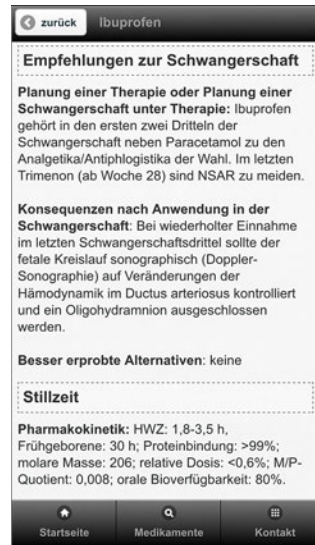 zurück Ibuprofen
Empfehlungen zur Schwangerschaft
Planung einer Therapie oder Planung einer
Schwangerschaft unter Therapie: Ibuprofen
gehört in den ersten zwei Dritteln der
Schwangerschaft neben Paracetamol zu den
Analgetika/Antiphlogistika der Wahl. Im letzten
Trimenon (ab Woche 28) sind NSAR zu meiden.
Konsequenzen nach Anwendung in der
Schwangerschaft: Bei wiederholter Einnahme
im letzten Schwangerschaftsdrittel sollte der
fetale Kreislauf sonographisch (Doppler-
Sonographie) auf Veränderungen der
Hämodynamik im Ductus arteriosus kontrolliert
und ein Oligohydramnion ausgeschlossen
werden.
Besser erprobte Alternativen: keine
Stillzeit
Pharmakokinetik: HWZ: 1,8-3,5 h,
Frühgeborene: 30 h; Proteinbindung: >99%;
molare Masse: 206; relative Dosis: <0,6%; M/P-
Quotient: 0,008; orale Bioverfügbarkeit: 80%.
Startseite Medikamente Kontakt